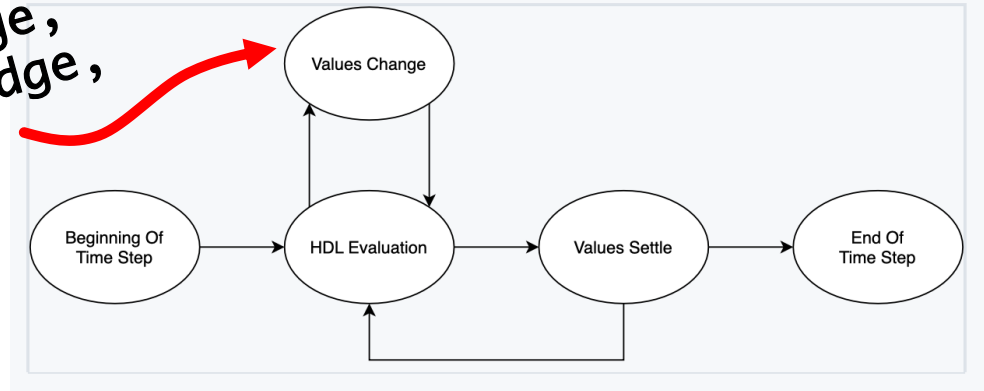 Values Change
Beginning Of
Time Step
HDL Evaluation
Values Settle
End Of
Time Step